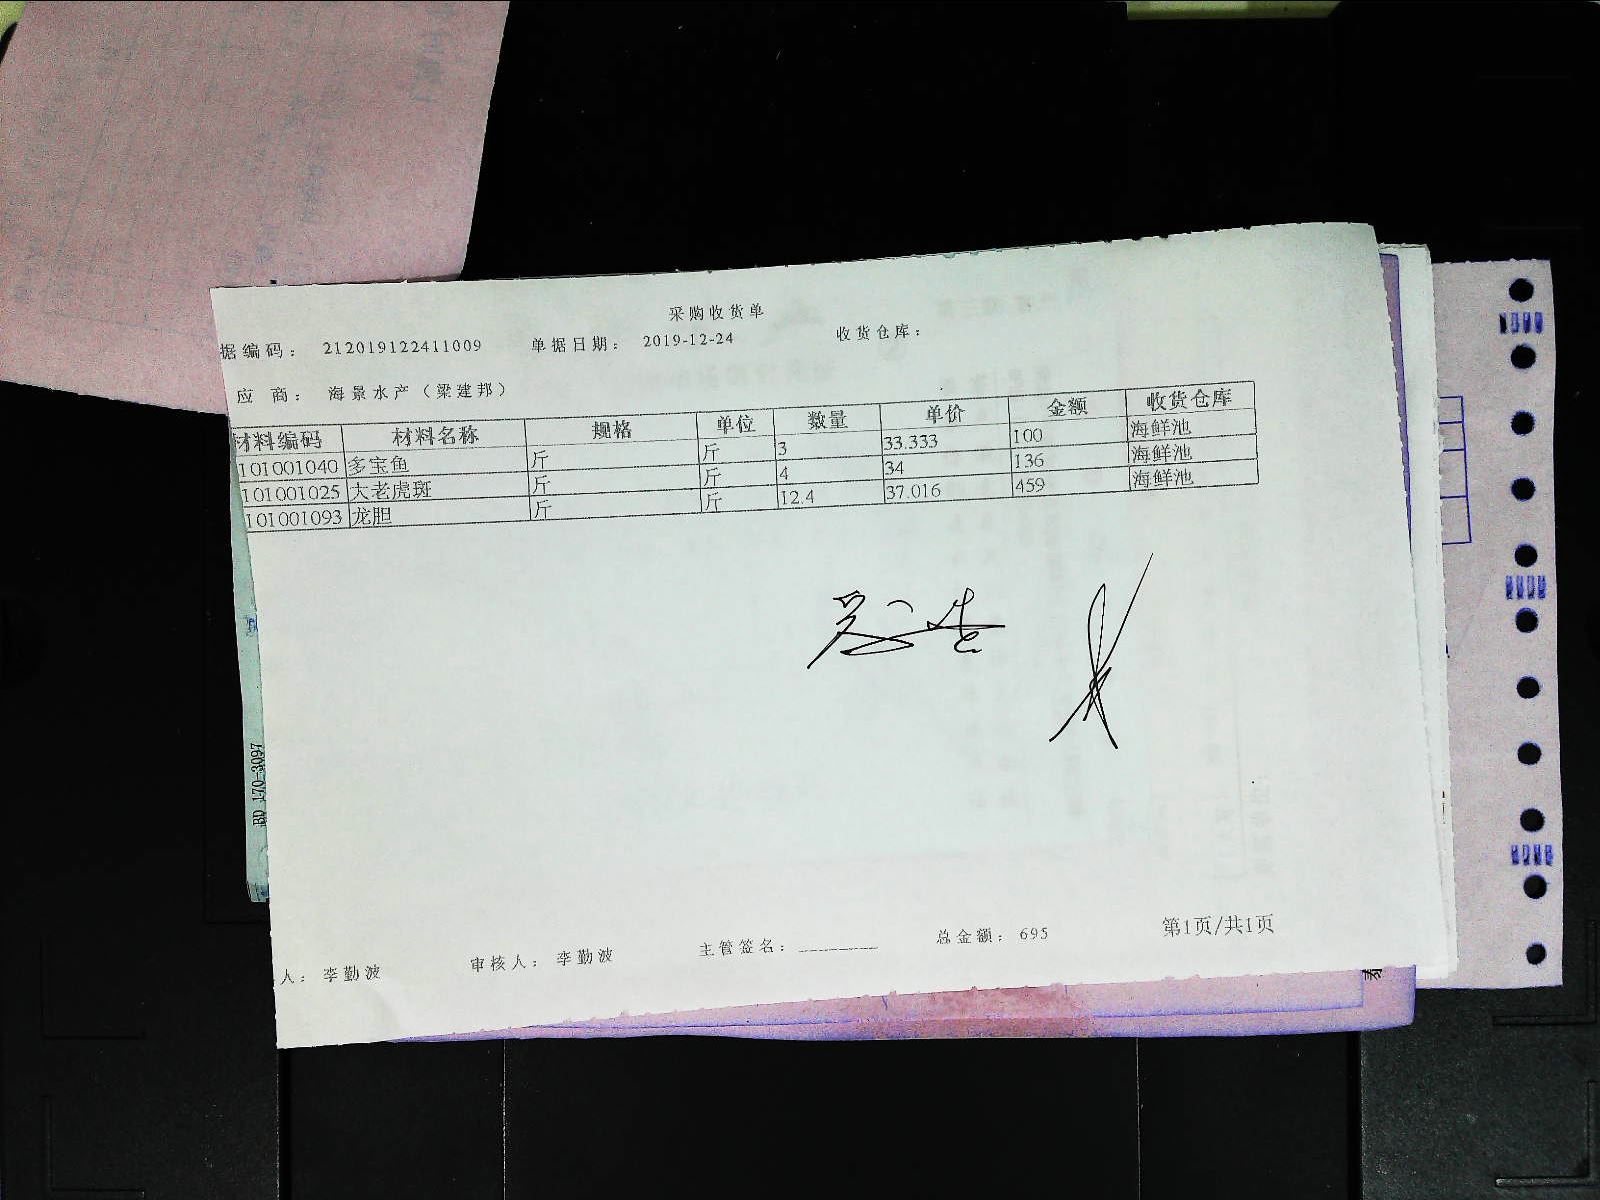 采购收货单
据编码： 212019122411009 单据日期： 2019-12-24 收货仓库：
应 商： 海景水产（梁建邦）
材料编码 材料名称 规格 单位 数量 单价 金额 收货仓库
101001040 多宝鱼 斤 斤 3 33.333 100 海鲜池
101001025 大老虎斑 斤 斤 4 34 136 海鲜池
101001093 龙胆 斤 斤 12.4 37.016 459 海鲜池
人： 李勤波 审核人： 李勤波 主管签名： 总金额： 695 第1页/共1页
BD 170-3097